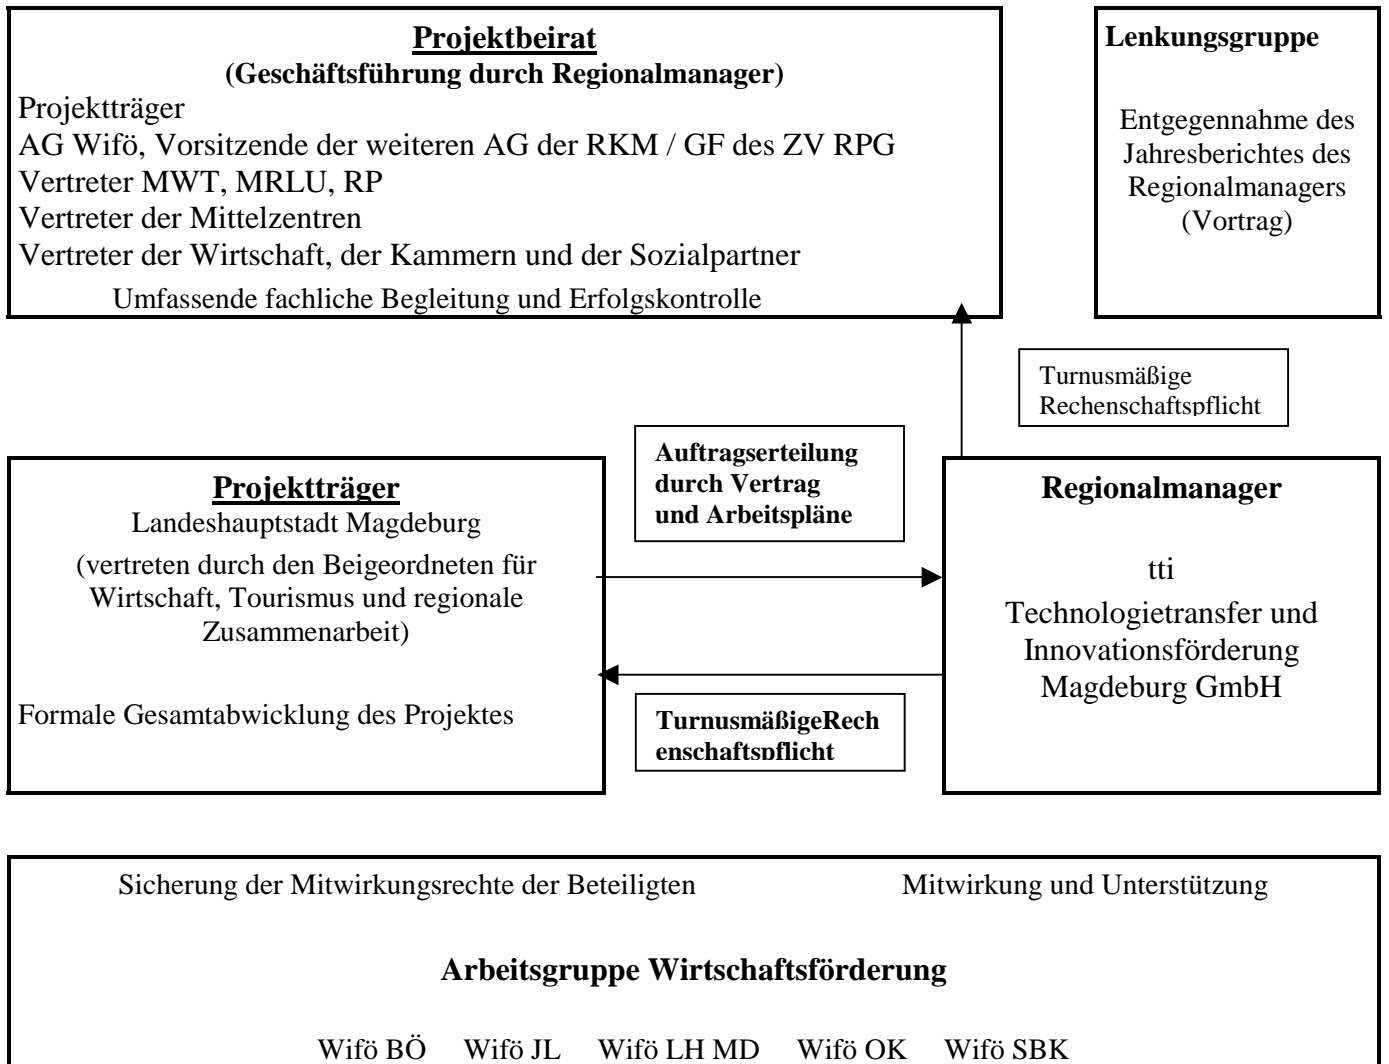 Projektbeirat
(Geschäftsführung durch Regionalmanager)
Projektträger
AG Wifö, Vorsitzende der weiteren AG der RKM / GF des ZV RPG
Vertreter MWT, MRLU, RP
Vertreter der Mittelzentren
Vertreter der Wirtschaft, der Kammern und der Sozialpartner
Umfassende fachliche Begleitung und Erfolgskontrolle
Lenkungsgruppe
Entgegennahme des
Jahresberichtes des
Regionalmanagers
(Vortrag)
Turnusmäßige
Rechenschaftspflicht
Projektträger
Landeshauptstadt Magdeburg
(vertreten durch den Beigeordneten für
Wirtschaft, Tourismus und regionale
Zusammenarbeit)
Formale Gesamtabwicklung des Projektes
Auftragserteilung
durch Vertrag
und Arbeitspläne
TurnusmäßigeRech
enschaftspflicht
Regionalmanager
tti
Technologietransfer und
Innovationsförderung
Magdeburg GmbH
Sicherung der Mitwirkungsrechte der Beteiligten Mitwirkung und Unterstützung
Arbeitsgruppe Wirtschaftsförderung
Wifö BÖ Wifö JL Wifö LH MD Wifö OK Wifö SBK